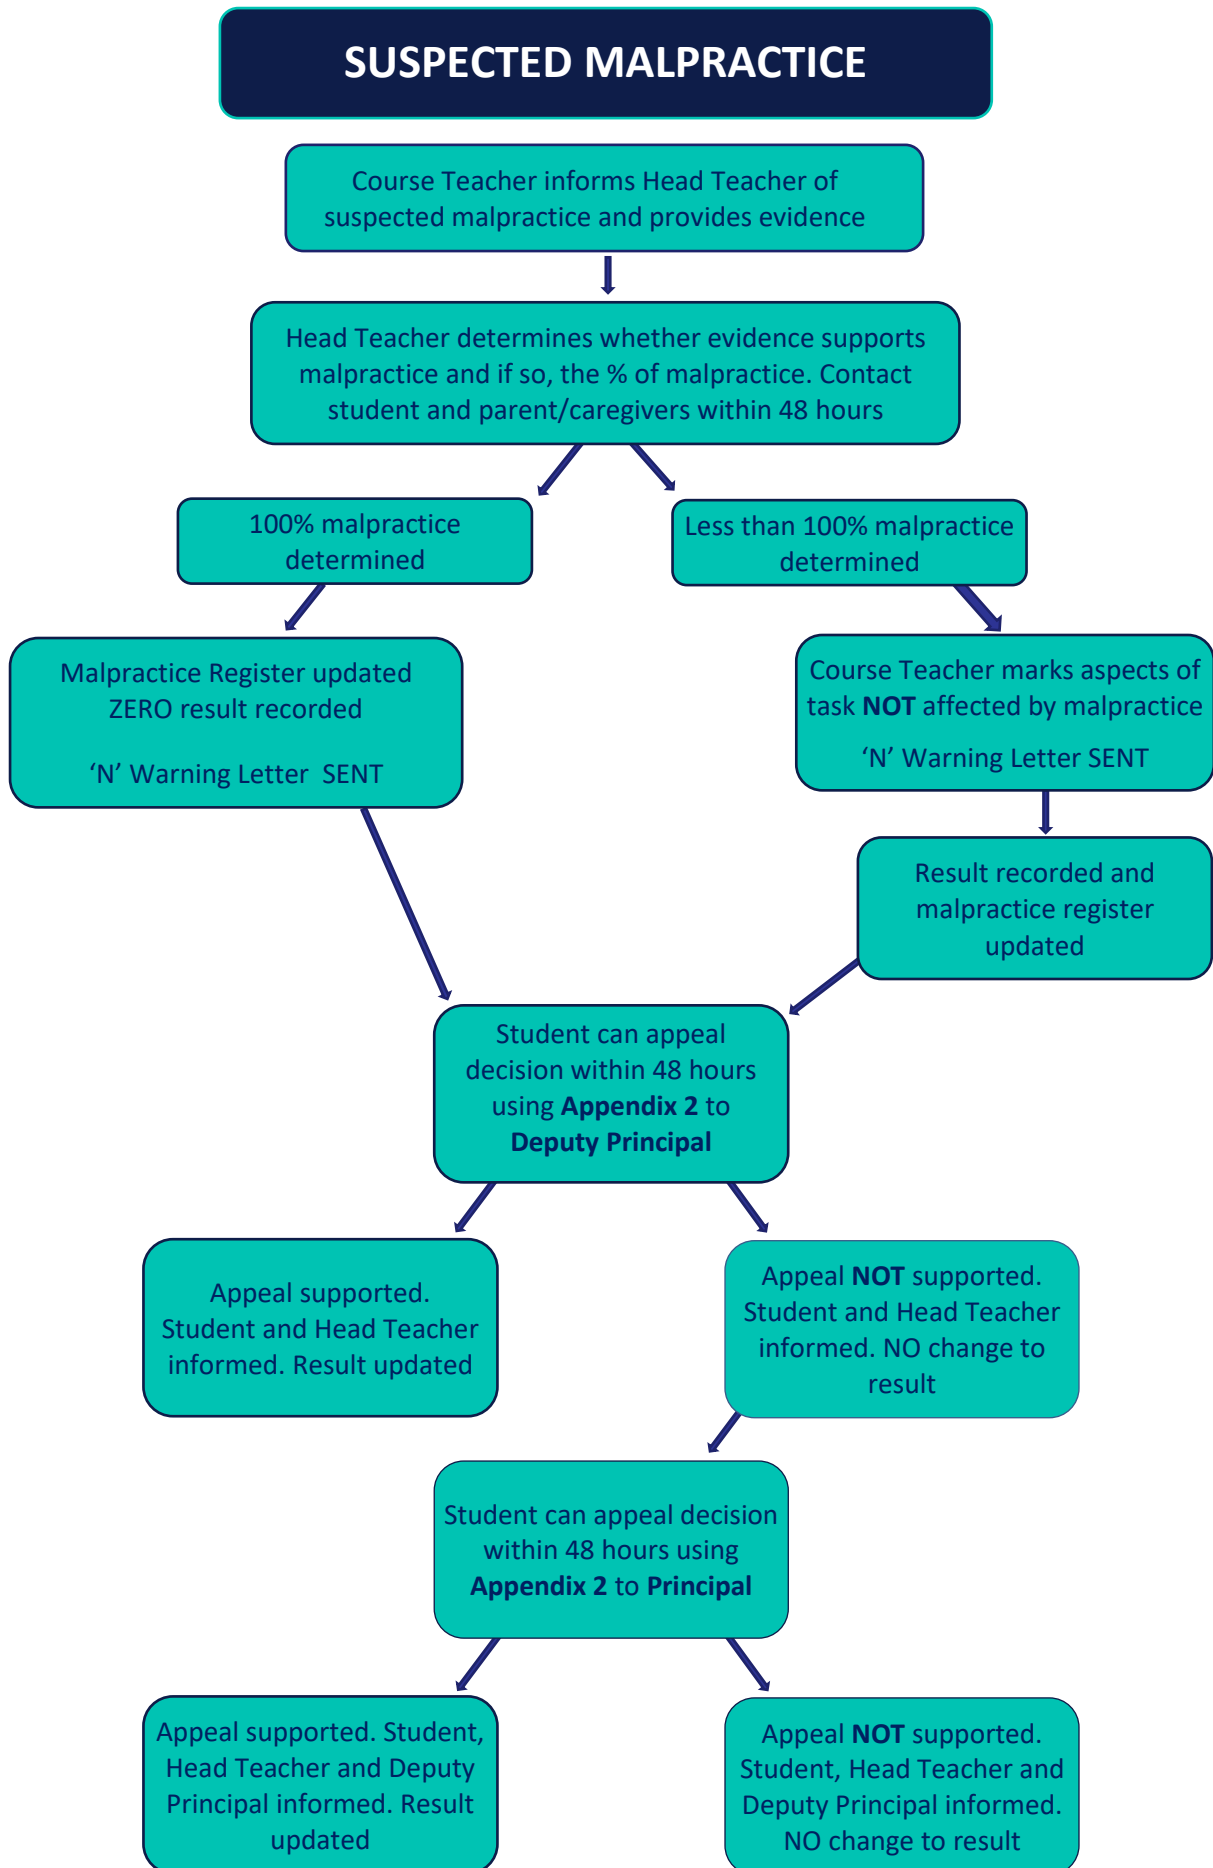 SUSPECTED MALPRACTICE
Course Teacher informs Head Teacher of
suspected malpractice and provides evidence
Head Teacher determines whether evidence supports
malpractice and if so, the % of malpractice. Contact
student and parent/caregivers within 48 hours
100% malpractice
determined
Less than 100% malpractice
determined
Malpractice Register updated
ZERO result recorded
‘N’ Warning Letter SENT
Course Teacher marks aspects of
task NOT affected by malpractice
‘N’ Warning Letter SENT
Result recorded and
malpractice register
updated
Student can appeal
decision within 48 hours
using Appendix 2 to
Deputy Principal
Appeal supported.
Student and Head Teacher
informed. Result updated
Appeal NOT supported.
Student and Head Teacher
informed. NO change to
result
Student can appeal decision
within 48 hours using
Appendix 2 to Principal
Appeal supported. Student,
Head Teacher and Deputy
Principal informed. Result
updated
Appeal NOT supported.
Student, Head Teacher and
Deputy Principal informed.
NO change to result